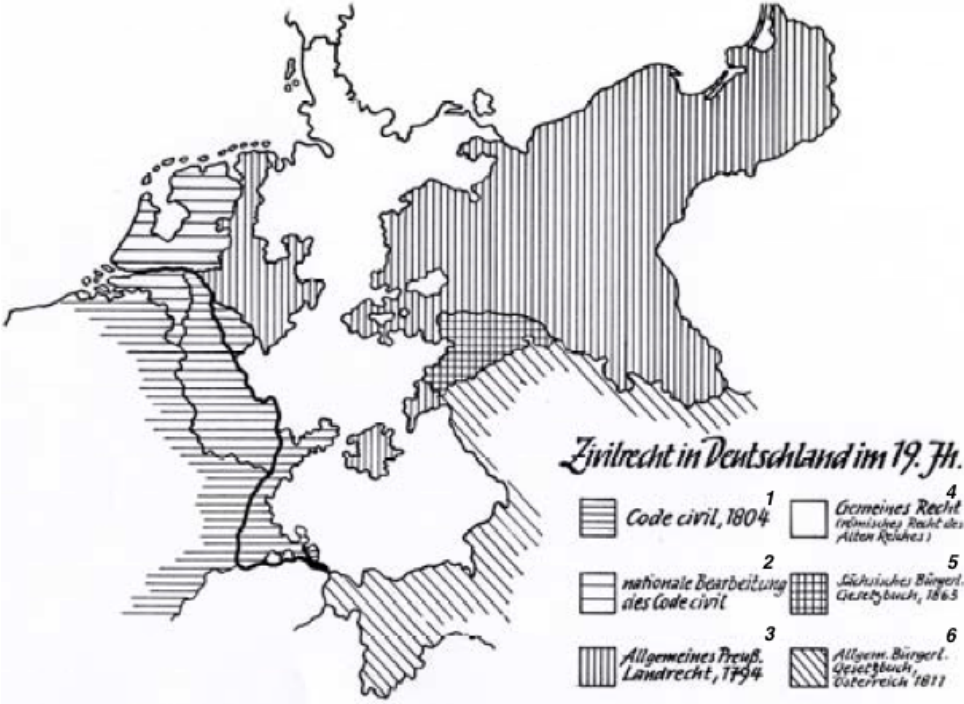 Zivilrecht in Deutschland im 19. Jh.
1
Code civil, 1804
2
nationale Bearbeitung
des Code civil
3
Allgemeines Preuß.
Landrecht, 1794
4
Gemeines Recht
(römisches Recht des
Alten Reiches)
5
Sächsisches Bürgerl.
Gesetzbuch, 1863
6
Allgem. Bürgerl.
Gesetzbuch,
Österreich 1811